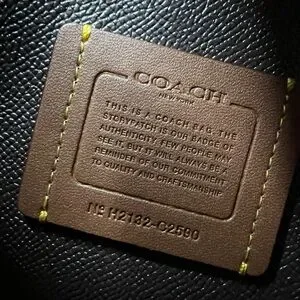 COACH
NEW YORK
THIS IS A COACH BAG. THE
STORYPATCH IS OUR BADGE OF
AUTHENTICITY. FEW PEOPLE MAY
SEE IT, BUT IT WILL ALWAYS BE A
REMINDER OF OUR COMMITMENT
TO QUALITY AND CRAFTSMANSHIP
Nº H2132-C2590